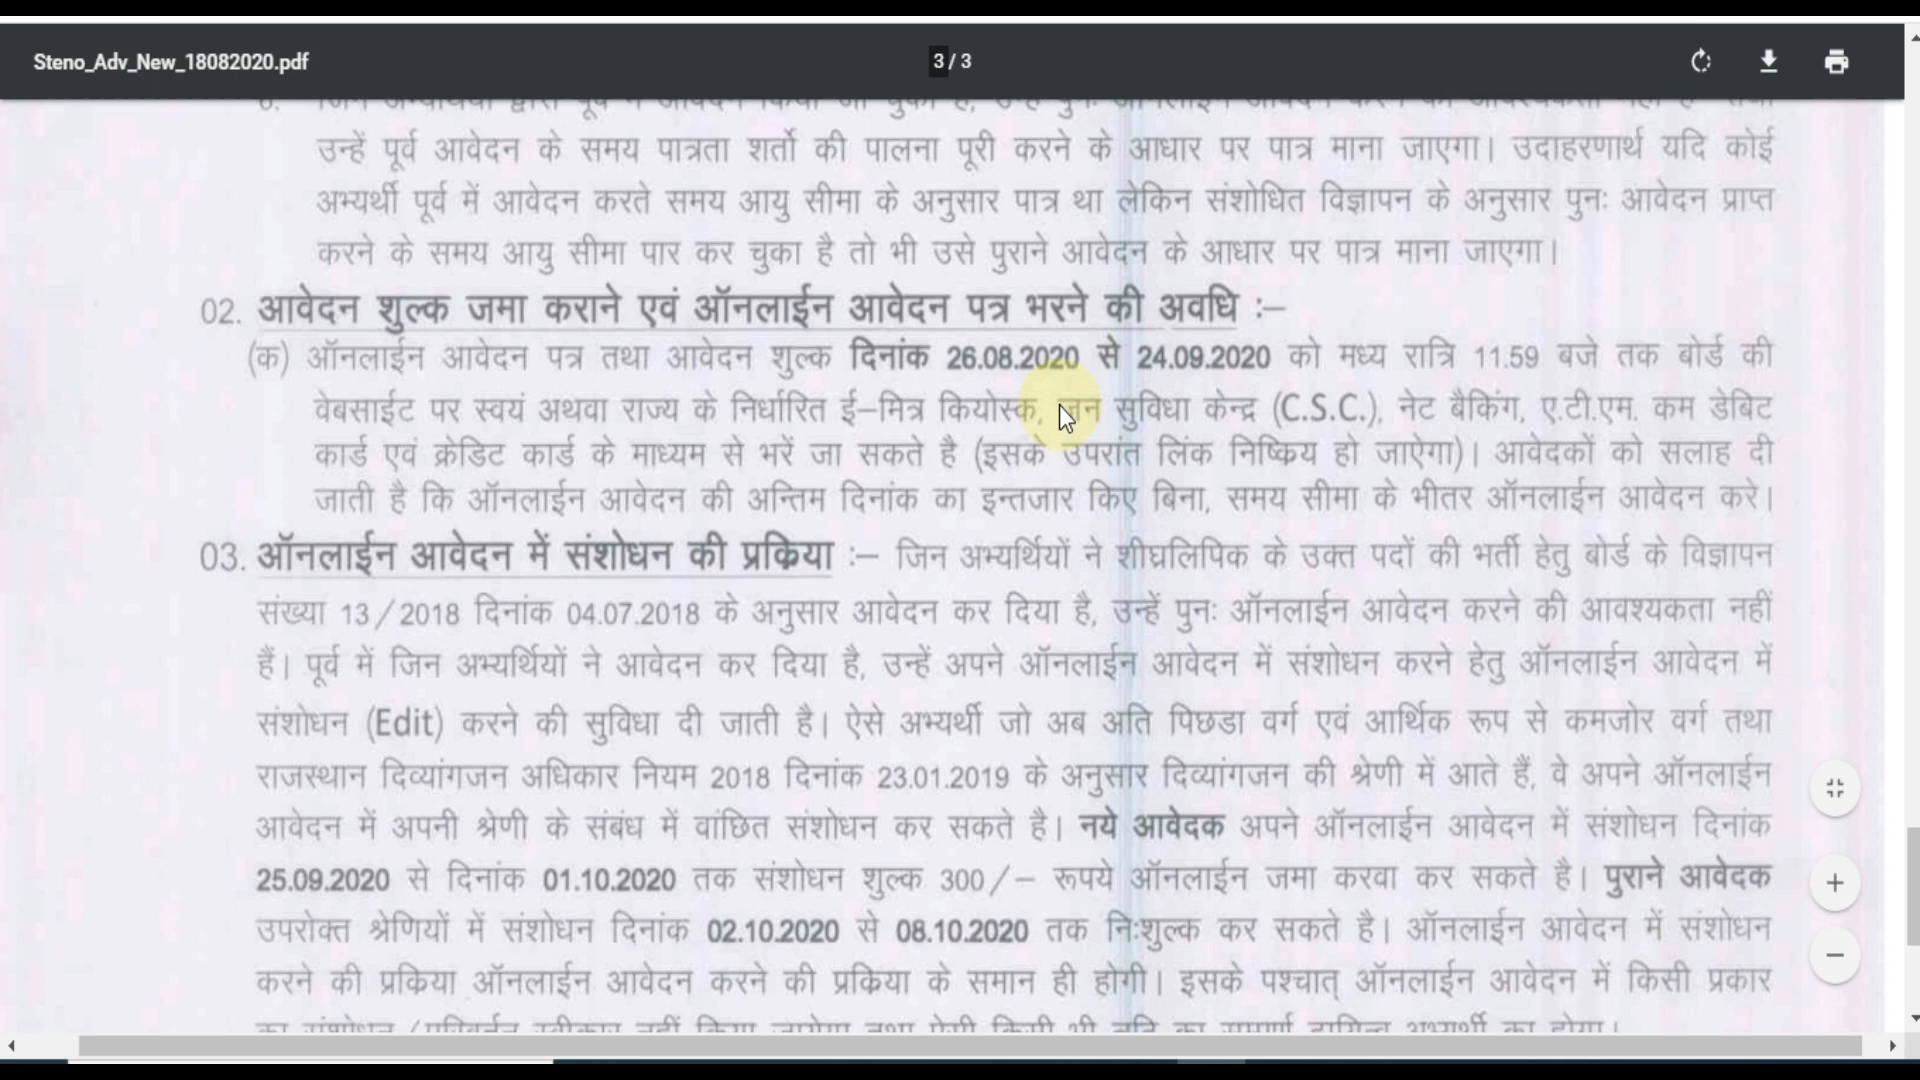 Steno_Adv_New_18082020.pdf
3 / 3
उन्हें पूर्व आवेदन के समय पात्रता शर्तो की पालना पूरी करने के आधार पर पात्र माना जाएगा। उदाहरणार्थ यदि कोई
अभ्यर्थी पूर्व में आवेदन करते समय आयु सीमा के अनुसार पात्र था लेकिन संशोधित विज्ञापन के अनुसार पुनः आवेदन प्राप्त
करने के समय आयु सीमा पार कर चुका है तो भी उसे पुराने आवेदन के आधार पर पात्र माना जाएगा।
02. आवेदन शुल्क जमा कराने एवं ऑनलाईन आवेदन पत्र भरने की अवधि :–
(क) ऑनलाईन आवेदन पत्र तथा आवेदन शुल्क दिनांक 26.08.2020 से 24.09.2020 को मध्य रात्रि 11.59 बजे तक बोर्ड की
वेबसाईट पर स्वयं अथवा राज्य के निर्धारित ई–मित्र कियोस्क, जन सुविधा केन्द्र (C.S.C.), नेट बैकिंग, ए.टी.एम. कम डेबिट
कार्ड एवं क्रेडिट कार्ड के माध्यम से भरें जा सकते है (इसके उपरांत लिंक निष्क्रिय हो जाऐगा)। आवेदकों को सलाह दी
जाती है कि ऑनलाईन आवेदन की अन्तिम दिनांक का इन्तजार किए बिना, समय सीमा के भीतर ऑनलाईन आवेदन करे।
03. ऑनलाईन आवेदन में संशोधन की प्रक्रिया :– जिन अभ्यर्थियों ने शीघ्रलिपिक के उक्त पदों की भर्ती हेतु बोर्ड के विज्ञापन
संख्या 13/2018 दिनांक 04.07.2018 के अनुसार आवेदन कर दिया है, उन्हें पुनः ऑनलाईन आवेदन करने की आवश्यकता नहीं
हैं। पूर्व में जिन अभ्यर्थियों ने आवेदन कर दिया है, उन्हें अपने ऑनलाईन आवेदन में संशोधन करने हेतु ऑनलाईन आवेदन में
संशोधन (Edit) करने की सुविधा दी जाती है। ऐसे अभ्यर्थी जो अब अति पिछडा वर्ग एवं आर्थिक रूप से कमजोर वर्ग तथा
राजस्थान दिव्यांगजन अधिकार नियम 2018 दिनांक 23.01.2019 के अनुसार दिव्यांगजन की श्रेणी में आते हैं, वे अपने ऑनलाईन
आवेदन में अपनी श्रेणी के संबंध में वांछित संशोधन कर सकते है। नये आवेदक अपने ऑनलाईन आवेदन में संशोधन दिनांक
25.09.2020 से दिनांक 01.10.2020 तक संशोधन शुल्क 300/– रूपये ऑनलाईन जमा करवा कर सकते है। पुराने आवेदक
उपरोक्त श्रेणियों में संशोधन दिनांक 02.10.2020 से 08.10.2020 तक निःशुल्क कर सकते है। ऑनलाईन आवेदन में संशोधन
करने की प्रक्रिया ऑनलाईन आवेदन करने की प्रक्रिया के समान ही होगी। इसके पश्चात् ऑनलाईन आवेदन में किसी प्रकार